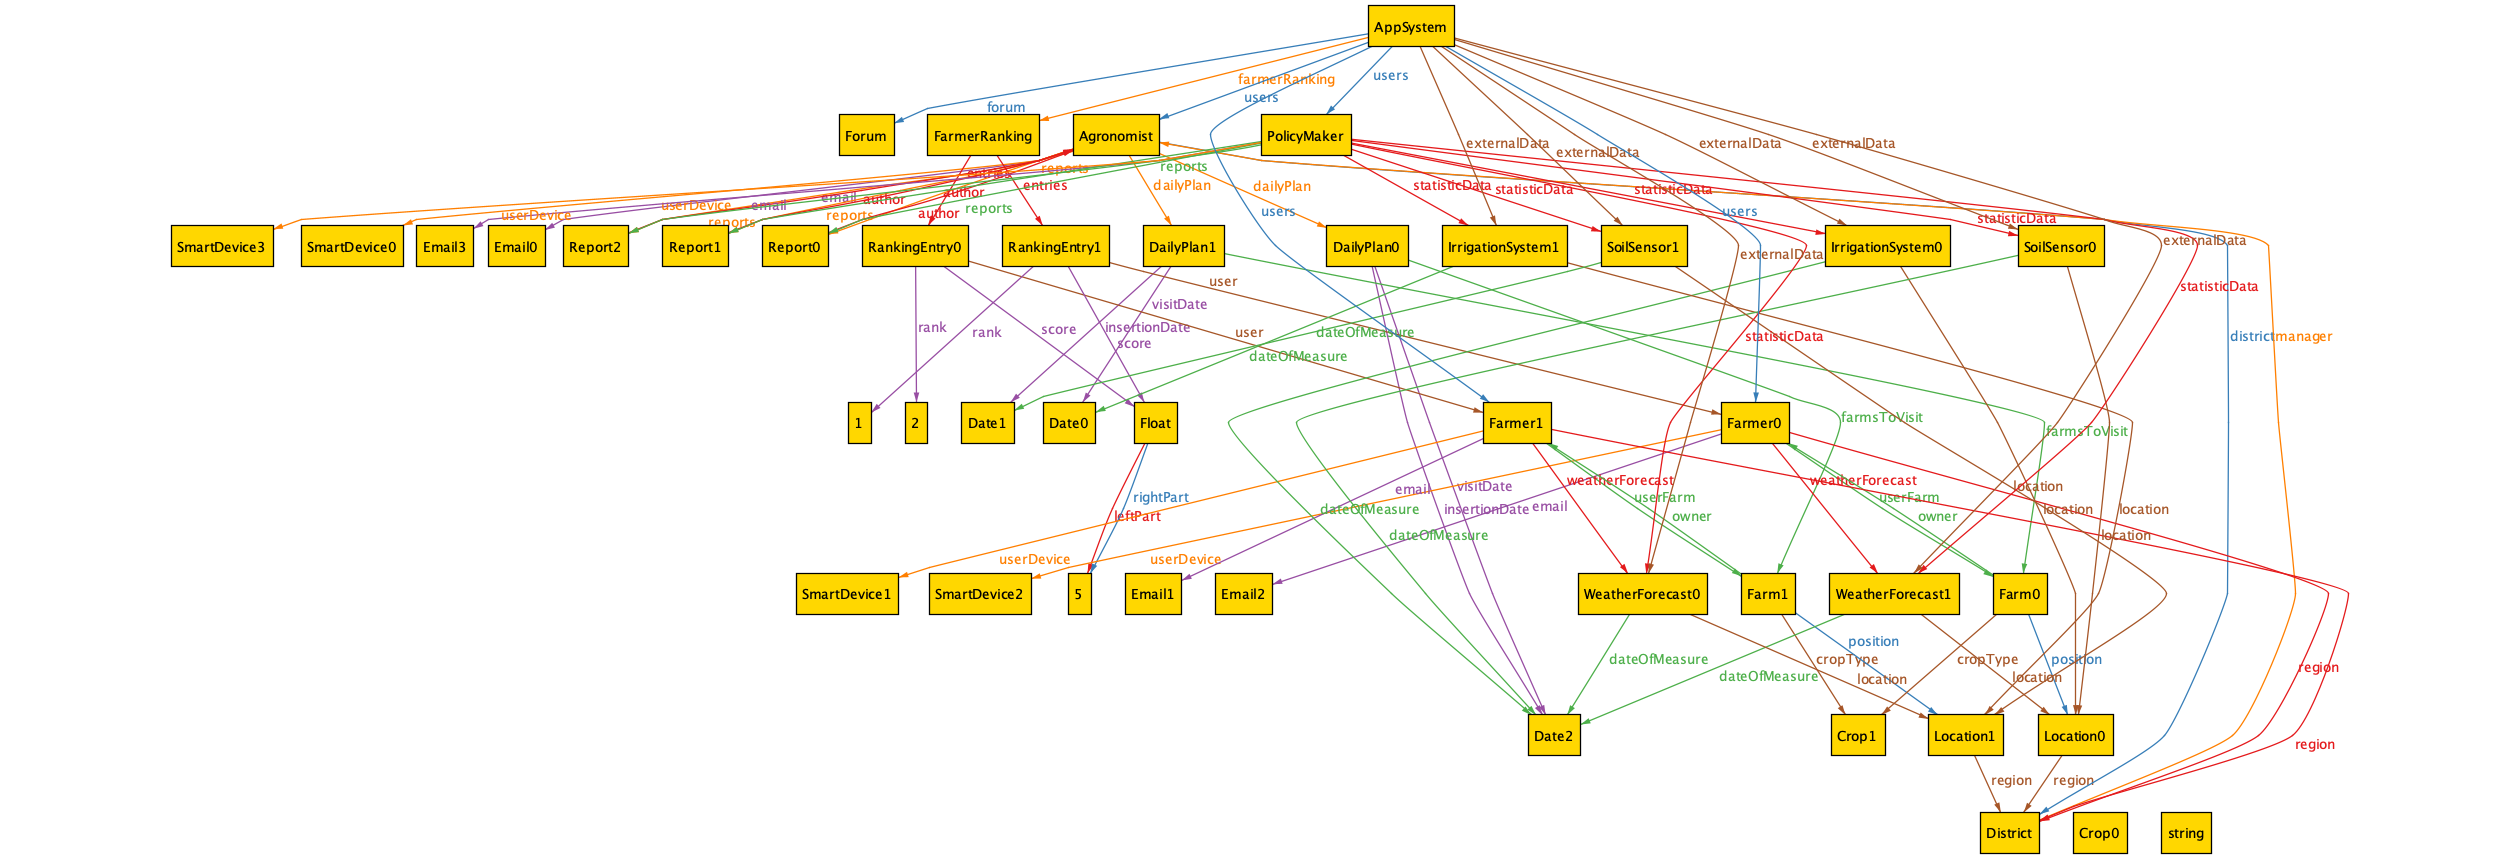 AppSystem
farmerRanking
users
forum
users
Forum
FarmerRanking
Agronomist
PolicyMaker
externalData
externalData
externalData
externalData
entries
reports
reports
entries
dailyPlan
dailyPlan
statisticData
statisticData
statisticData
author
email
email
userDevice
userDevice
author
author
reports
reports
reports
users
users
statisticData
SmartDevice3
SmartDevice0
Email3
Email0
Report2
Report1
Report0
RankingEntry0
RankingEntry1
DailyPlan1
DailyPlan0
IrrigationSystem1
SoilSensor1
IrrigationSystem0
SoilSensor0
externalData
externalData
user
statisticData
visitDate
rank
rank
score
insertionDate
score
user
dateOfMeasure
dateOfMeasure
statisticData
district
manager
1
2
Date1
Date0
Float
Farmer1
Farmer0
farmsToVisit
farmsToVisit
weatherForecast
weatherForecast
rightPart
leftPart
email
visitDate
userFarm
userFarm
location
dateOfMeasure
insertionDate
email
owner
owner
location
location
dateOfMeasure
location
userDevice
userDevice
SmartDevice1
SmartDevice2
5
Email1
Email2
WeatherForecast0
Farm1
WeatherForecast1
Farm0
position
dateOfMeasure
cropType
cropType
position
dateOfMeasure
location
location
region
Date2
Crop1
Location1
Location0
region
region
region
District
Crop0
string